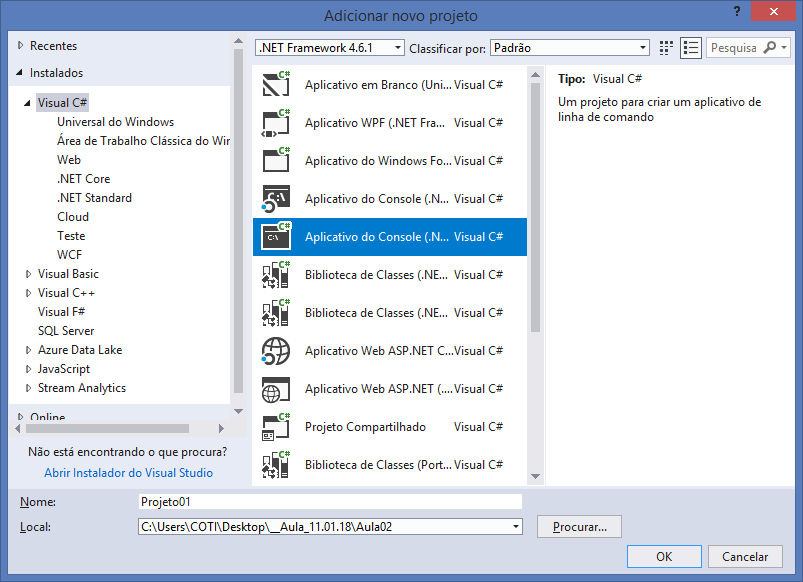 Adicionar novo projeto
?
Recentes
Instalados
Visual C#
Universal do Windows
Área de Trabalho Clássica do Wir
Web
.NET Core
.NET Standard
Cloud
Teste
WCF
Visual Basic
Visual C++
Visual F#
SQL Server
Azure Data Lake
JavaScript
Stream Analytics
Online
Não está encontrando o que procura?
Abrir Instalador do Visual Studio
.NET Framework 4.6.1 Classificar por: Padrão
Pesquisa
Aplicativo em Branco (Uni... Visual C#
Aplicativo WPF (.NET Fra... Visual C#
Aplicativo do Windows Fo... Visual C#
Aplicativo do Console (.N... Visual C#
Aplicativo do Console (.N... Visual C#
Biblioteca de Classes (.NE... Visual C#
Biblioteca de Classes (.NE... Visual C#
Aplicativo Web ASP.NET C... Visual C#
Aplicativo Web ASP.NET (.... Visual C#
Projeto Compartilhado Visual C#
Biblioteca de Classes (Port... Visual C#
Tipo: Visual C#
Um projeto para criar um aplicativo de
linha de comando
Nome: Projeto01
Local: C:\Users\COTI\Desktop\__Aula_11.01.18\Aula02
Procurar...
OK Cancelar